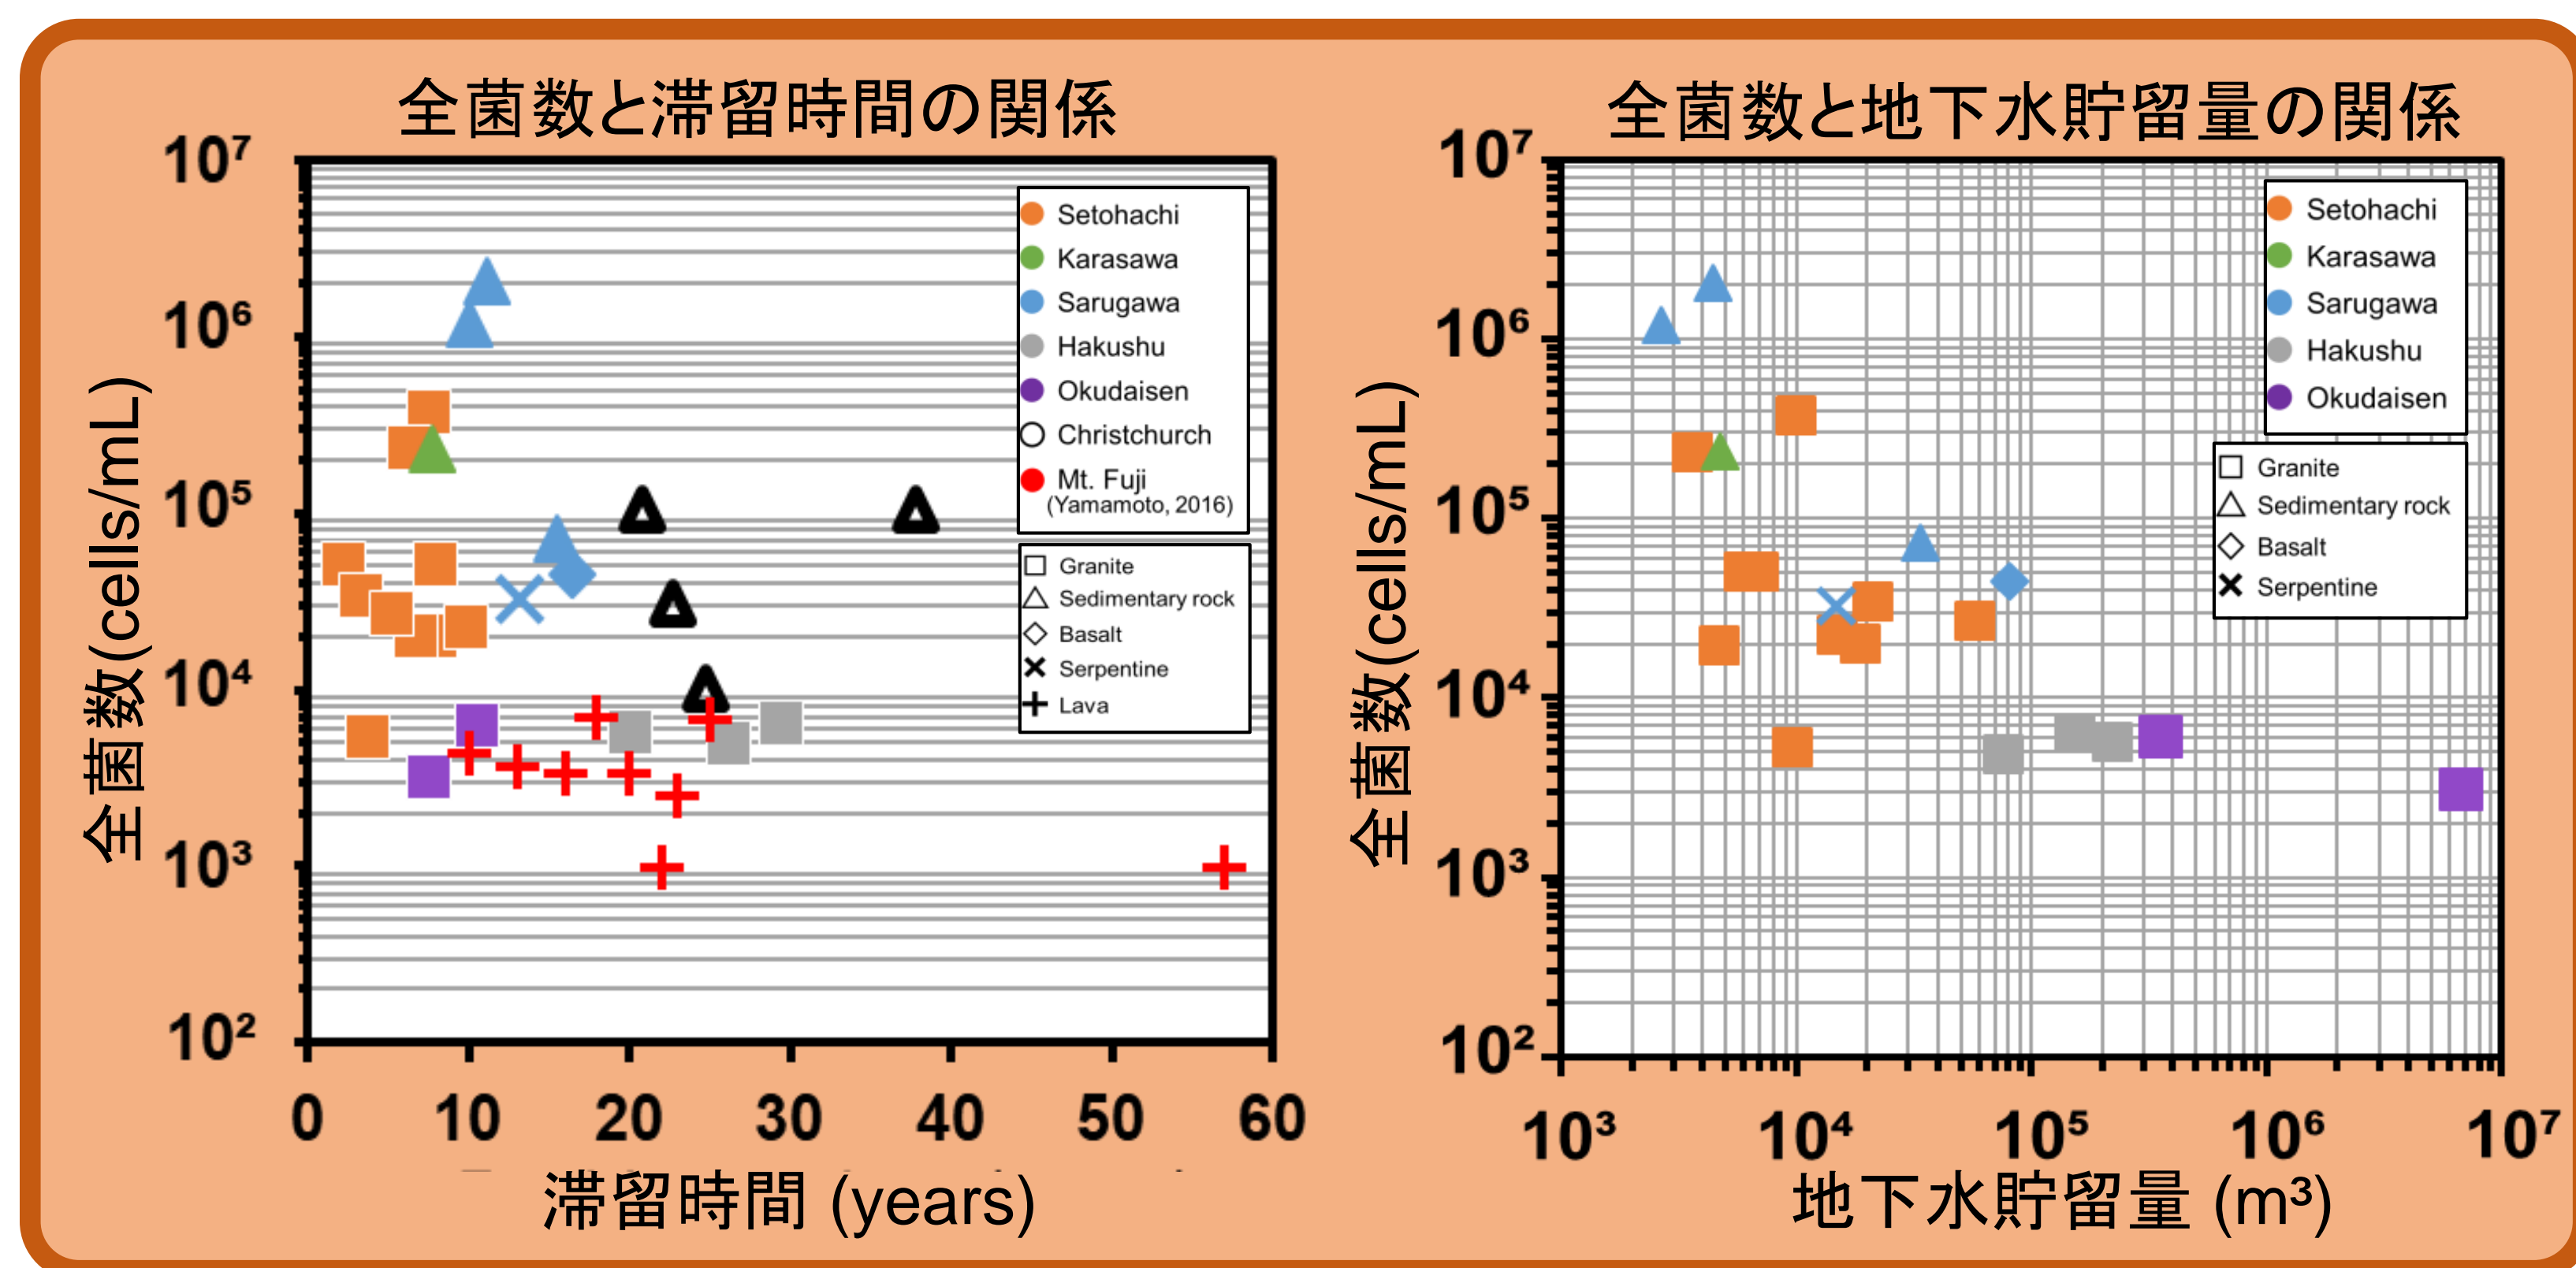 全菌数と滞留時間の関係
10⁷
10⁶
10⁵
10⁴
10³
10²
全菌数(cells/mL)
0 10 20 30 40 50 60
滞留時間 (years)
Setohachi
Karasawa
Sarugawa
Hakushu
Okudaisen
Christchurch
Mt. Fuji
(Yamamoto, 2016)
Granite
Sedimentary rock
Basalt
Serpentine
Lava
全菌数と地下水貯留量の関係
10⁷
10⁶
10⁵
10⁴
10³
10²
全菌数(cells/mL)
10³ 10⁴ 10⁵ 10⁶ 10⁷
地下水貯留量 (m³)
Setohachi
Karasawa
Sarugawa
Hakushu
Okudaisen
Granite
Sedimentary rock
Basalt
Serpentine